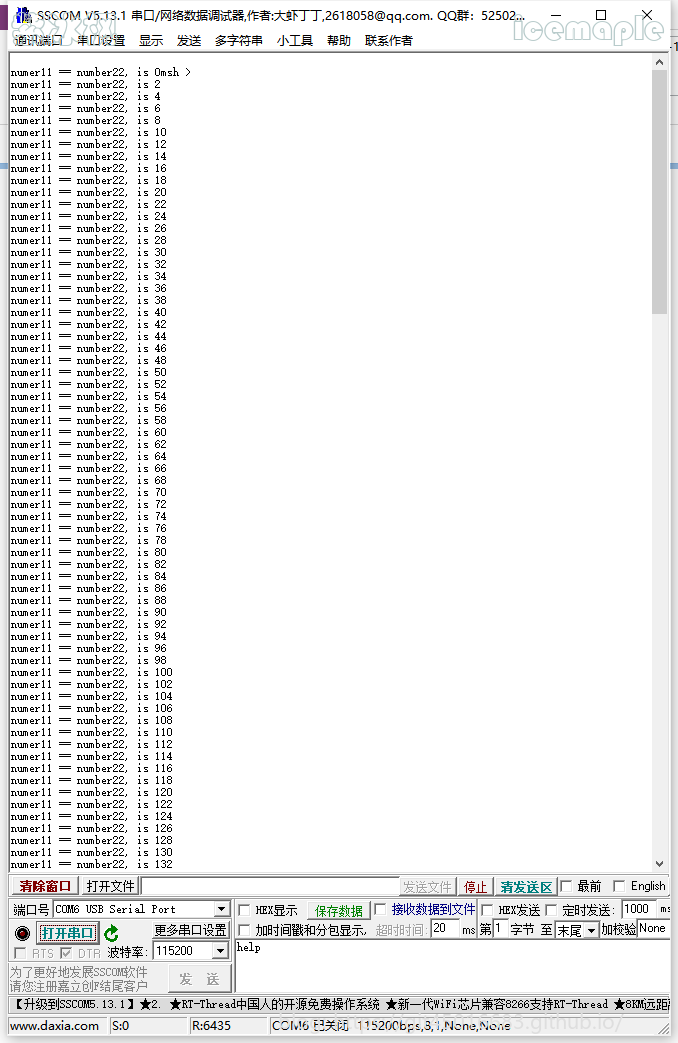 SSCOM V5.13.1 串口/网络数据调试器,作者:大虾丁丁,2618058@qq.com. QQ群: 52502...
icemaple
通讯端口 串口设置 显示 发送 多字符串 小工具 帮助 联系作者
numer11 == number22, is 0msh >
numer11 == number22, is 2
numer11 == number22, is 4
numer11 == number22, is 6
numer11 == number22, is 8
numer11 == number22, is 10
numer11 == number22, is 12
numer11 == number22, is 14
numer11 == number22, is 16
numer11 == number22, is 18
numer11 == number22, is 20
numer11 == number22, is 22
numer11 == number22, is 24
numer11 == number22, is 26
numer11 == number22, is 28
numer11 == number22, is 30
numer11 == number22, is 32
numer11 == number22, is 34
numer11 == number22, is 36
numer11 == number22, is 38
numer11 == number22, is 40
numer11 == number22, is 42
numer11 == number22, is 44
numer11 == number22, is 46
numer11 == number22, is 48
numer11 == number22, is 50
numer11 == number22, is 52
numer11 == number22, is 54
numer11 == number22, is 56
numer11 == number22, is 58
numer11 == number22, is 60
numer11 == number22, is 62
numer11 == number22, is 64
numer11 == number22, is 66
numer11 == number22, is 68
numer11 == number22, is 70
numer11 == number22, is 72
numer11 == number22, is 74
numer11 == number22, is 76
numer11 == number22, is 78
numer11 == number22, is 80
numer11 == number22, is 82
numer11 == number22, is 84
numer11 == number22, is 86
numer11 == number22, is 88
numer11 == number22, is 90
numer11 == number22, is 92
numer11 == number22, is 94
numer11 == number22, is 96
numer11 == number22, is 98
numer11 == number22, is 100
numer11 == number22, is 102
numer11 == number22, is 104
numer11 == number22, is 106
numer11 == number22, is 108
numer11 == number22, is 110
numer11 == number22, is 112
numer11 == number22, is 114
numer11 == number22, is 116
numer11 == number22, is 118
numer11 == number22, is 120
numer11 == number22, is 122
numer11 == number22, is 124
numer11 == number22, is 126
numer11 == number22, is 128
numer11 == number22, is 130
numer11 == number22, is 132
清除窗口 打开文件 发送文件 停止 清发送区 最前 English
端口号 COM6 USB Serial Port HEX显示 保存数据 接收数据到文件 HEX发送 定时发送: 1000 ms
打开串口 更多串口设置 加时间戳和分包显示, 超时时间: 20 ms 第 1 字节 至 末尾 加校验 None
RTS DTR 波特率: 115200 help
为了更好地发展SSCOM软件
请您注册嘉立创F结尾客户 发 送
【升级到SSCOM5.13.1】★2. ★RT-Thread中国人的开源免费操作系统 ★新一代WiFi芯片兼容8266支持RT-Thread ★8KM远距
www.daxia.com S:0 R:6435 COM6 已关闭 115200bps,8,1,None,None